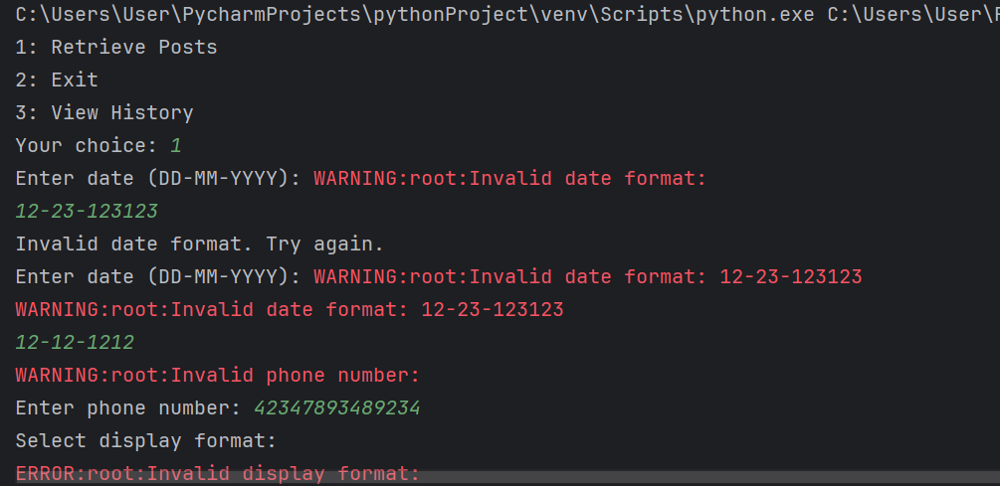 C:\Users\User\PycharmProjects\pythonProject\venv\Scripts\python.exe C:\Users\User\
1: Retrieve Posts
2: Exit
3: View History
Your choice: 1
Enter date (DD-MM-YYYY): WARNING:root:Invalid date format:
12-23-123123
Invalid date format. Try again.
Enter date (DD-MM-YYYY): WARNING:root:Invalid date format: 12-23-123123
WARNING:root:Invalid date format: 12-23-123123
12-12-1212
WARNING:root:Invalid phone number:
Enter phone number: 42347893489234
Select display format:
ERROR:root:Invalid display format: